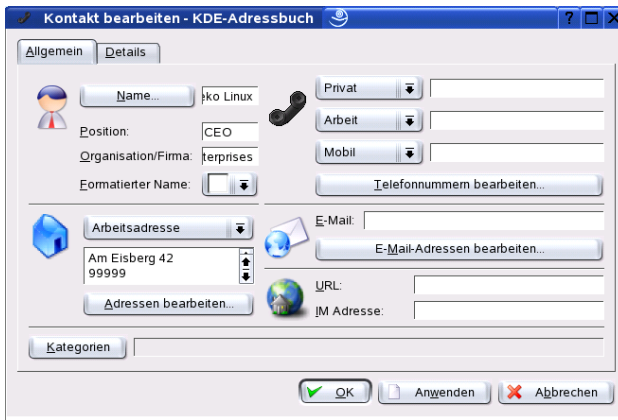 Kontakt bearbeiten - KDE-Adressbuch
Allgemein Details
Name... eko Linux
Position: CEO
Organisation/Firma: terprises
Formatierter Name:
Privat
Arbeit
Mobil
Telefonnummern bearbeiten...
Arbeitsadresse
Am Eisberg 42
99999
Adressen bearbeiten...
E-Mail:
E-Mail-Adressen bearbeiten...
URL:
IM Adresse:
Kategorien
OK Anwenden Abbrechen